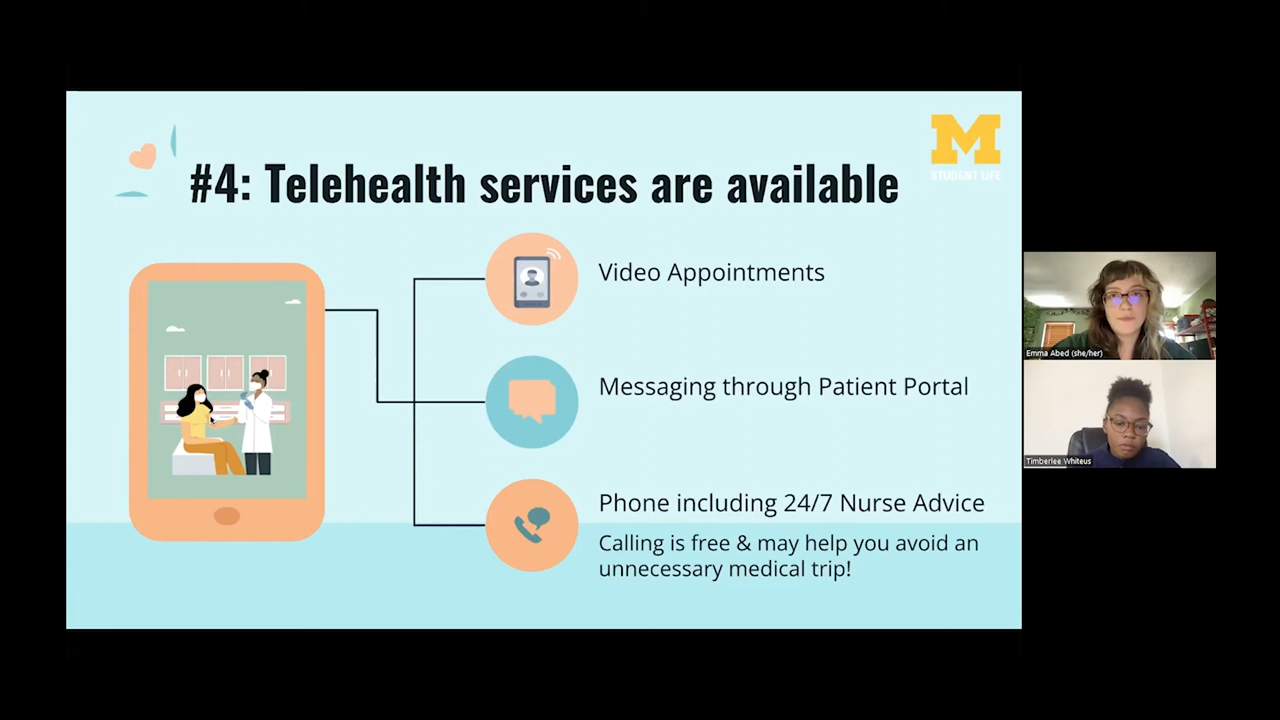 M
STUDENT LIFE
#4: Telehealth services are available
Video Appointments
Messaging through Patient Portal
Phone including 24/7 Nurse Advice
Calling is free & may help you avoid an
unnecessary medical trip!
Emma Abed (she/her)
Timberlee Whiteus